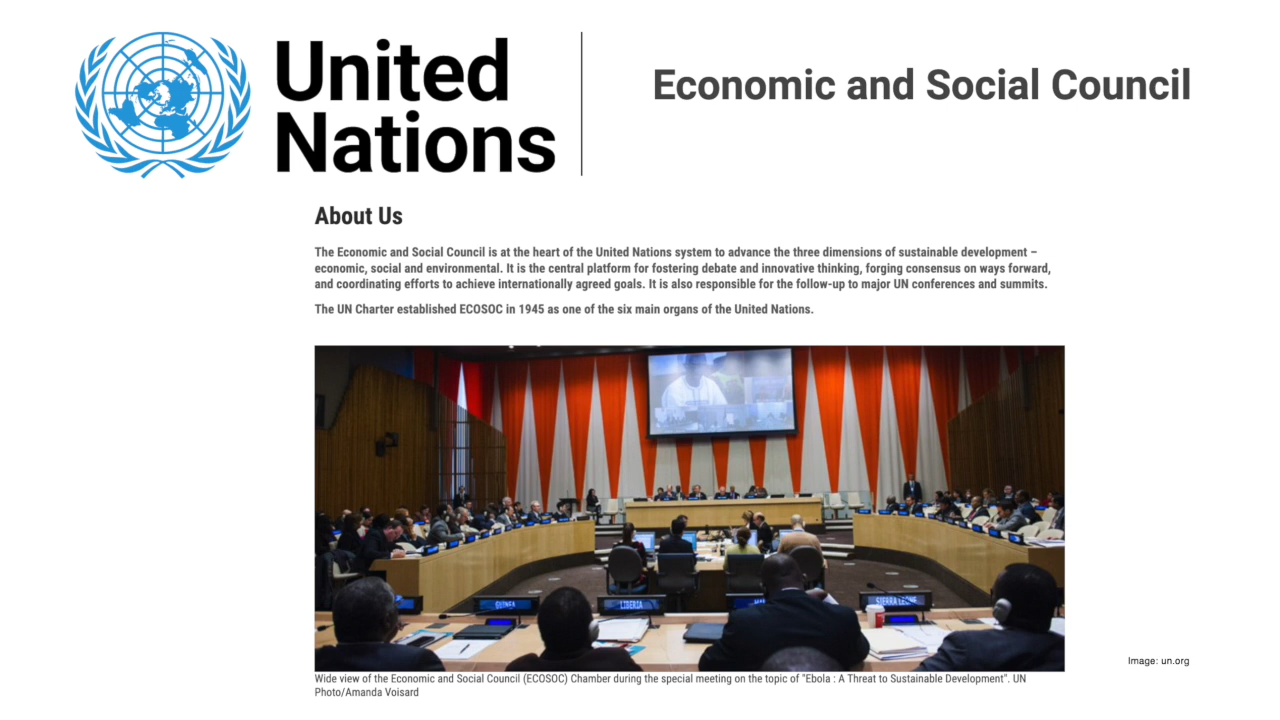 United
Nations
Economic and Social Council
About Us
The Economic and Social Council is at the heart of the United Nations system to advance the three dimensions of sustainable development –
economic, social and environmental. It is the central platform for fostering debate and innovative thinking, forging consensus on ways forward,
and coordinating efforts to achieve internationally agreed goals. It is also responsible for the follow-up to major UN conferences and summits.
The UN Charter established ECOSOC in 1945 as one of the six main organs of the United Nations.
GUINEA
LIBERIA
SIERRA LEONE
Image: un.org
Wide view of the Economic and Social Council (ECOSOC) Chamber during the special meeting on the topic of "Ebola : A Threat to Sustainable Development". UN
Photo/Amanda Voisard